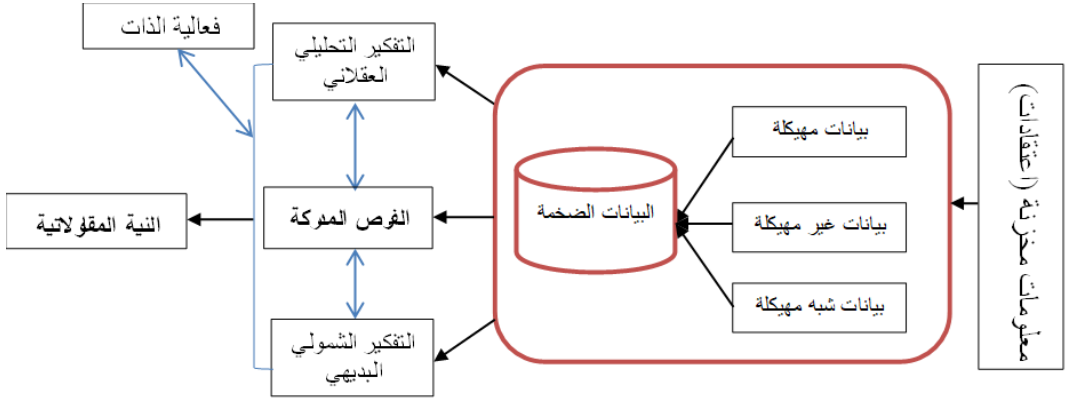 فعالية الذات
التفكير التحليلي
العقلاني
معلومات مخزنة (اعتقادات)
بيانات مهيكلة
البيانات الضخمة
بيانات غير مهيكلة
الفرص المدركة
النية المقاولاتية
بيانات شبه مهيكلة
التفكير الشمولي
البديهي